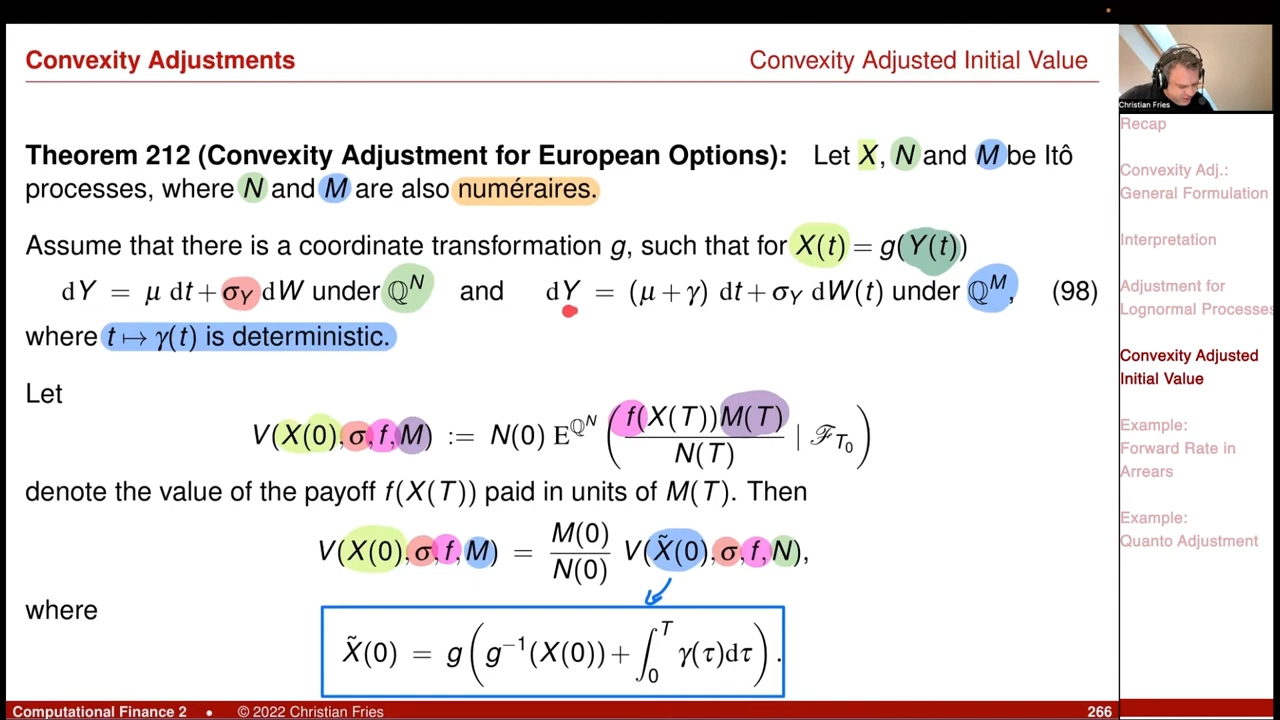 Convexity Adjustments
Convexity Adjusted Initial Value
Theorem 212 (Convexity Adjustment for European Options): Let X, N and M be Itô
processes, where N and M are also numéraires.
Assume that there is a coordinate transformation g, such that for X(t) = g(Y(t))
dY = μ dt + σ_Y dW under ℚ^N and dY = (μ + γ) dt + σ_Y dW(t) under ℚ^M, (98)
where t ↦ γ(t) is deterministic.
Let
V(X(0), σ, f, M) := N(0) E^{ℚ^N} ( f(X(T))M(T) / N(T) | ℱ_{T_0} )
denote the value of the payoff f(X(T)) paid in units of M(T). Then
V(X(0), σ, f, M) = M(0) / N(0) V(X̃(0), σ, f, N),
where
X̃(0) = g ( g^{-1}(X(0)) + ∫_0^T γ(τ)dτ ) .
Computational Finance 2 • © 2022 Christian Fries
266
Christian Fries
Recap
Convexity Adj.:
General Formulation
Interpretation
Adjustment for
Lognormal Processes
Convexity Adjusted
Initial Value
Example:
Forward Rate in
Arrears
Example:
Quanto Adjustment